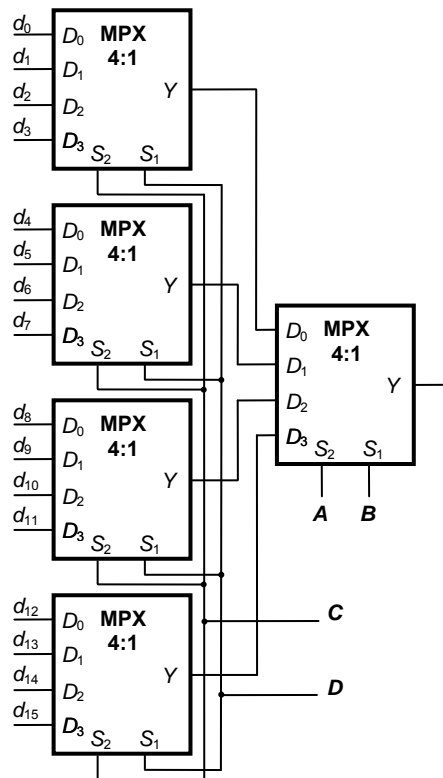 d0
D0
MPX
4:1
d1
D1
d2
D2
Y
d3
D3
S2 S1
d4
D0
MPX
4:1
d5
D1
d6
D2
Y
d7
D3
S2 S1
D0
MPX
4:1
D1
D2
Y
D3
S2 S1
A B
d8
D0
MPX
4:1
d9
D1
d10
D2
Y
d11
D3
S2 S1
C
d12
D0
MPX
4:1
d13
D1
d14
D2
Y
D
d15
D3
S2 S1